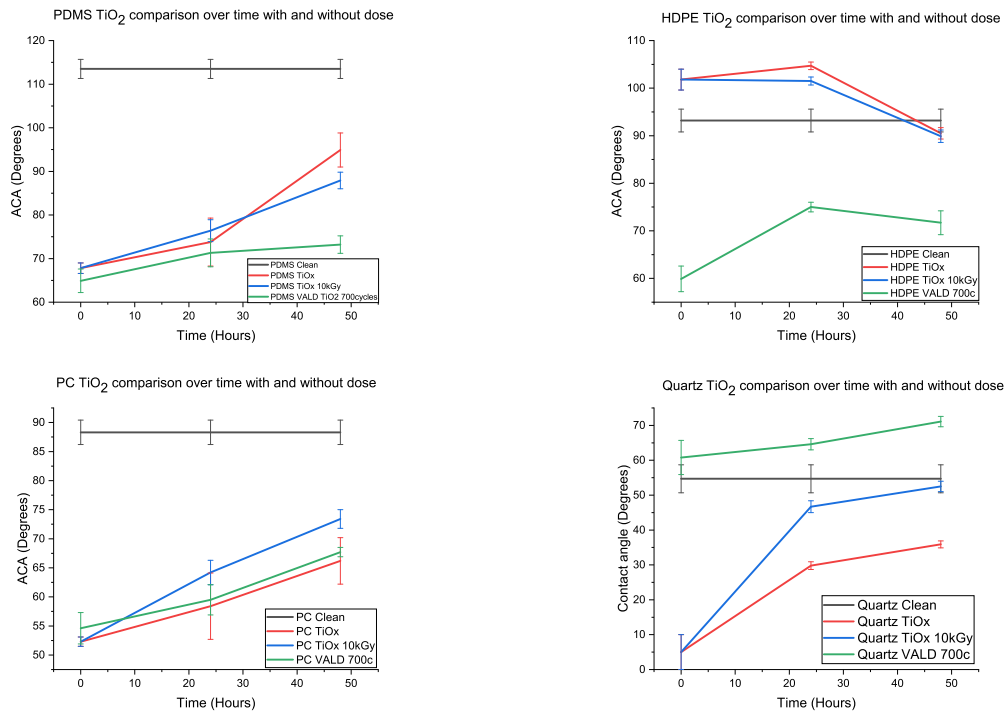 PDMS TiO2 comparison over time with and without dose
120
110
100
90
80
70
60
ACA (Degrees)
PDMS Clean
PDMS TiOx
PDMS TiOx 10kGy
PDMS VALD TiO2 700cycles
0 10 20 30 40 50
Time (Hours)
HDPE TiO2 comparison over time with and without dose
110
100
90
80
70
60
ACA (Degrees)
HDPE Clean
HDPE TiOx
HDPE TiOx 10kGy
HDPE VALD 700c
0 10 20 30 40 50
Time (Hours)
PC TiO2 comparison over time with and without dose
90
85
80
75
70
65
60
55
50
ACA (Degrees)
PC Clean
PC TiOx
PC TiOx 10kGy
PC VALD 700c
0 10 20 30 40 50
Time (Hours)
Quartz TiO2 comparison over time with and without dose
70
60
50
40
30
20
10
0
Contact angle (Degrees)
Quartz Clean
Quartz TiOx
Quartz TiOx 10kGy
Quartz VALD 700c
0 10 20 30 40 50
Time (Hours)